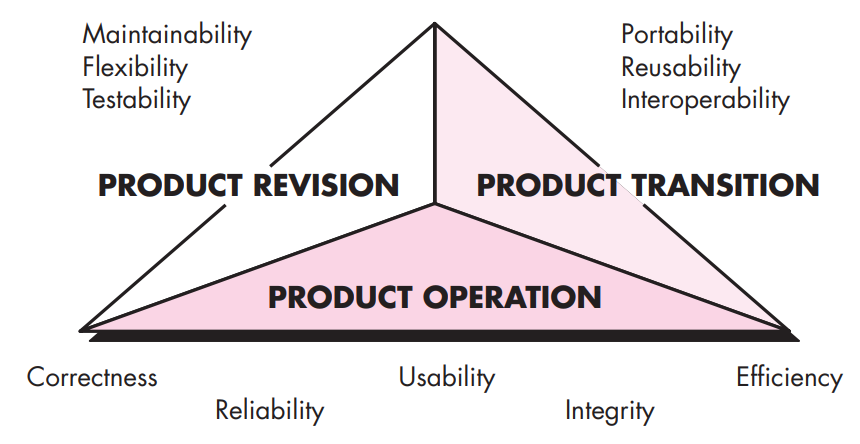 Maintainability
Flexibility
Testability
Portability
Reusability
Interoperability
PRODUCT REVISION
PRODUCT TRANSITION
PRODUCT OPERATION
Correctness
Usability
Efficiency
Reliability
Integrity